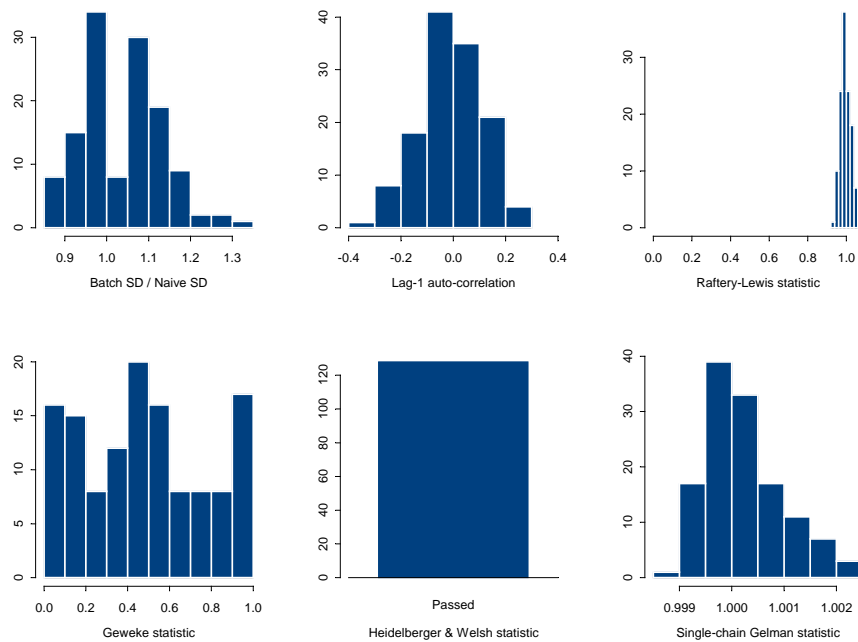 30
20
10
0
0.9 1.0 1.1 1.2 1.3
Batch SD / Naive SD
40
30
20
10
0
-0.4 -0.2 0.0 0.2 0.4
Lag-1 auto-correlation
30
20
10
0
0.0 0.2 0.4 0.6 0.8 1.0
Raftery-Lewis statistic
20
15
10
5
0
0.0 0.2 0.4 0.6 0.8 1.0
Geweke statistic
120
100
80
60
40
20
0
Passed
Heidelberger & Welsh statistic
40
30
20
10
0
0.999 1.000 1.001 1.002
Single-chain Gelman statistic